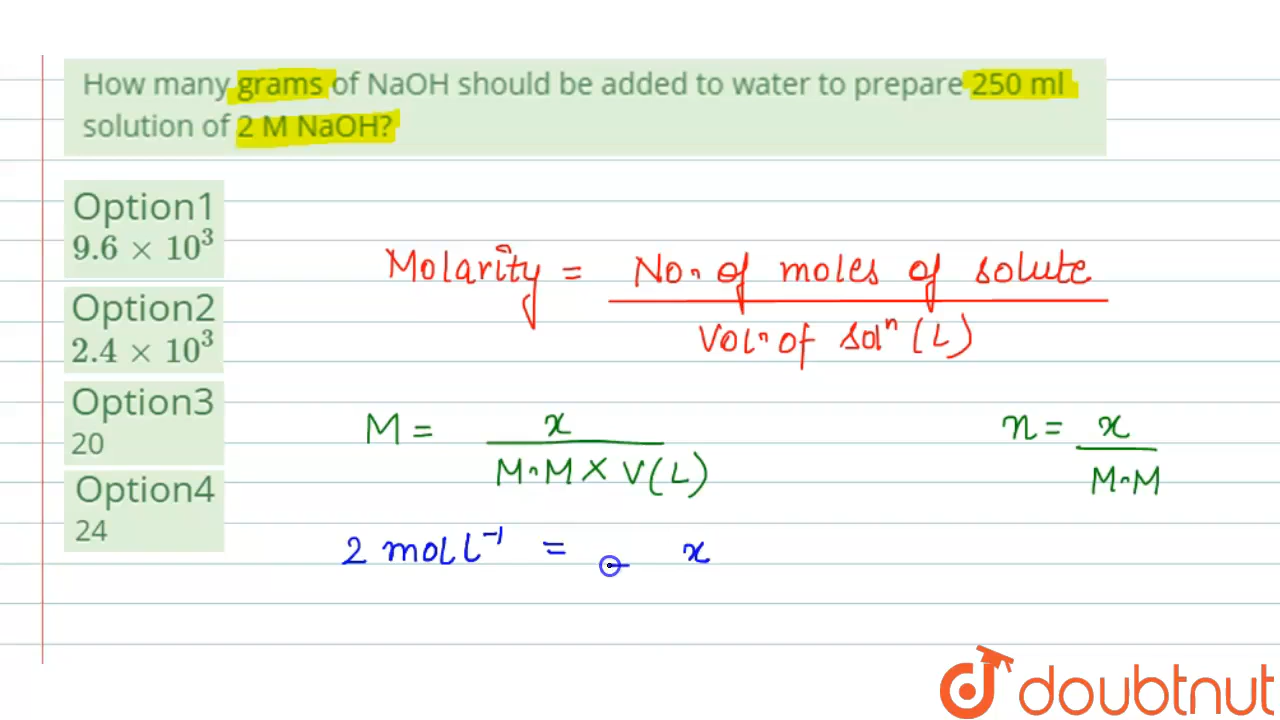 How many grams of NaOH should be added to water to prepare 250 ml
solution of 2 M NaOH?
Option1
9.6 × 10³
Option2
2.4 × 10³
Option3
20
Option4
24
Molarity = No. of moles of solute
Vol. of solⁿ (L)
M = x
M.M × V(L)
n = x
M.M
2 mol L⁻¹ = x
doubtnut